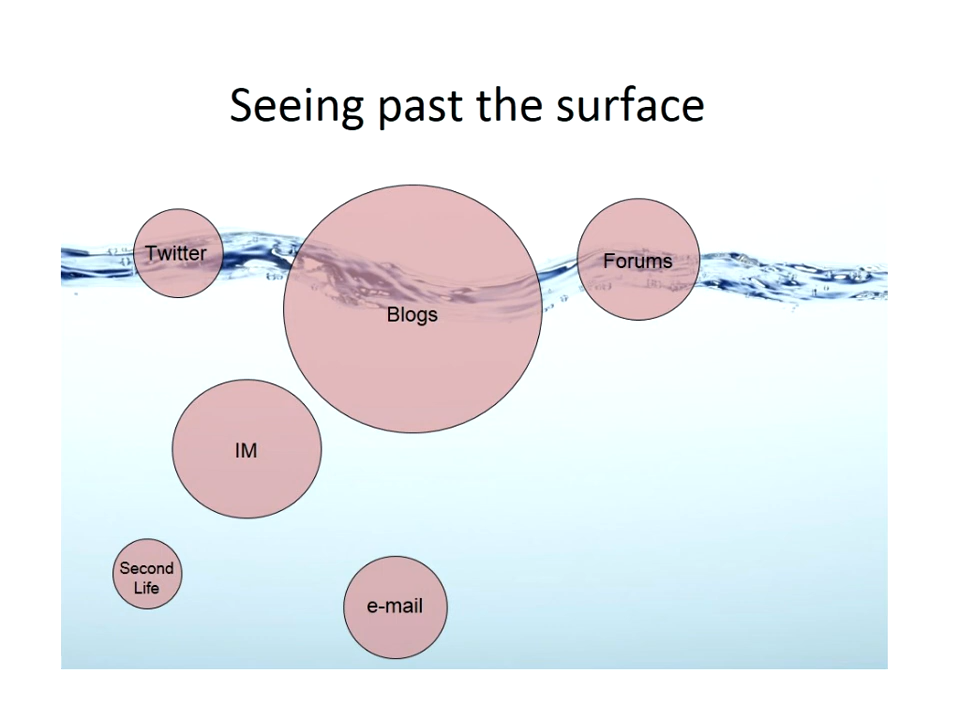 Seeing past the surface
Twitter
Forums
Blogs
IM
Second
Life
e-mail